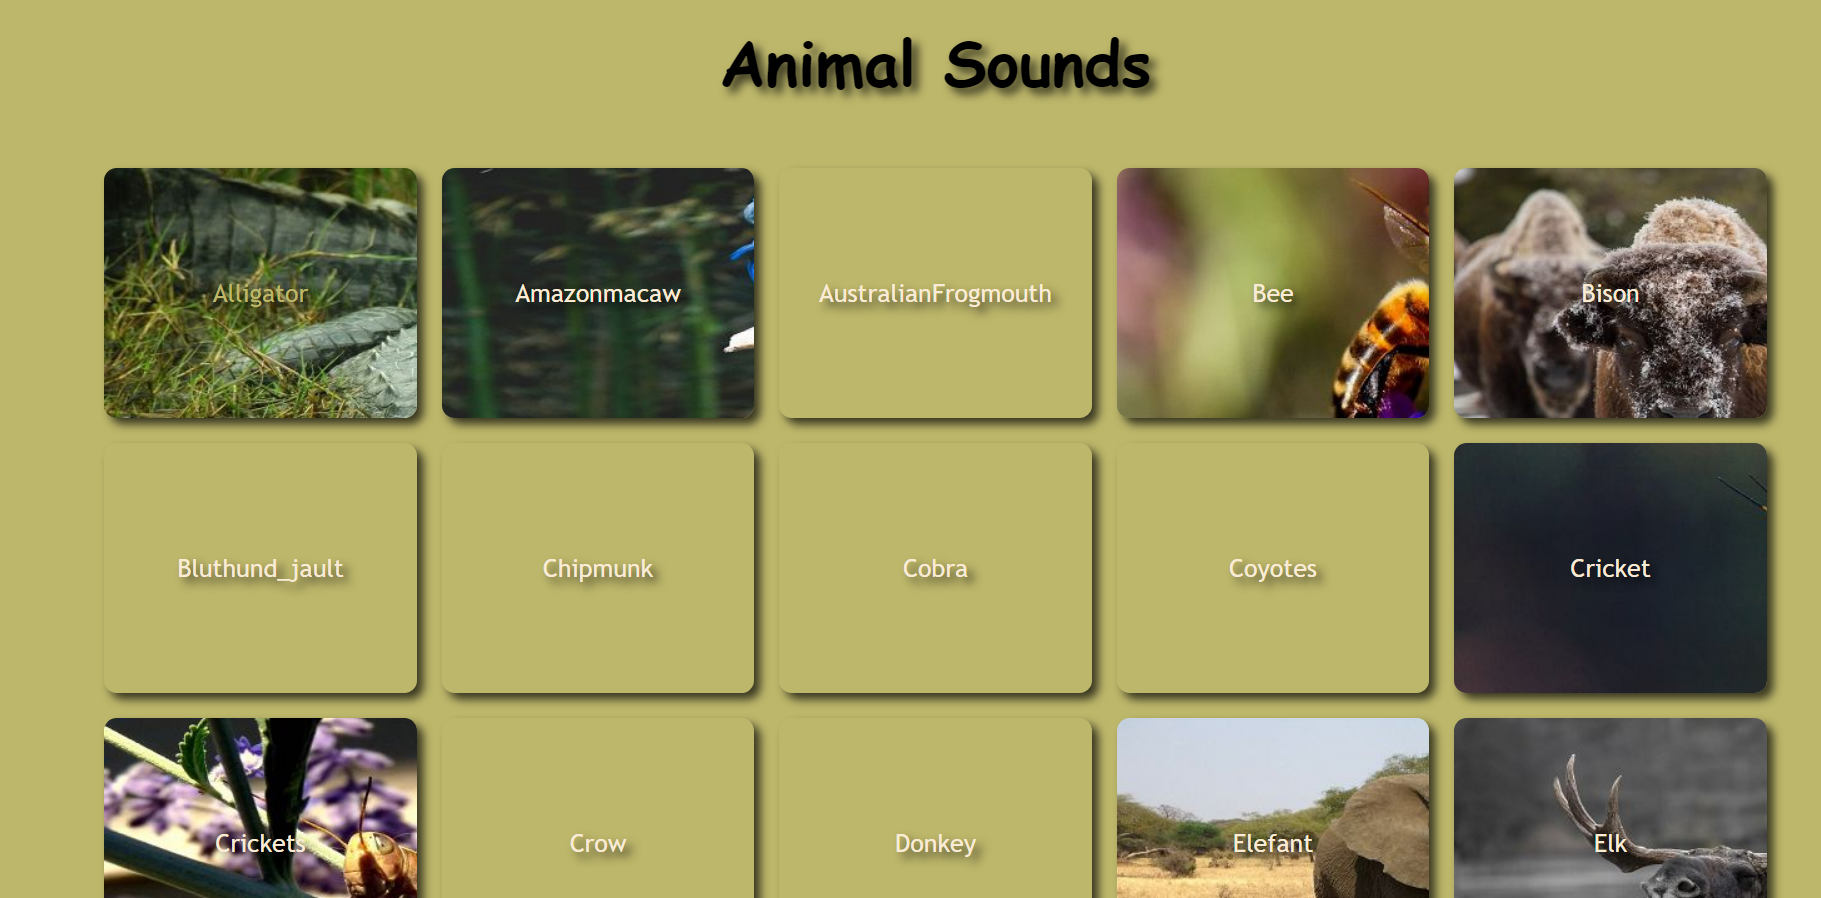 Animal Sounds
Alligator
Amazonmacaw
AustralianFrogmouth
Bee
Bison
Bluthund_jault
Chipmunk
Cobra
Coyotes
Cricket
Crickets
Crow
Donkey
Elefant
Elk